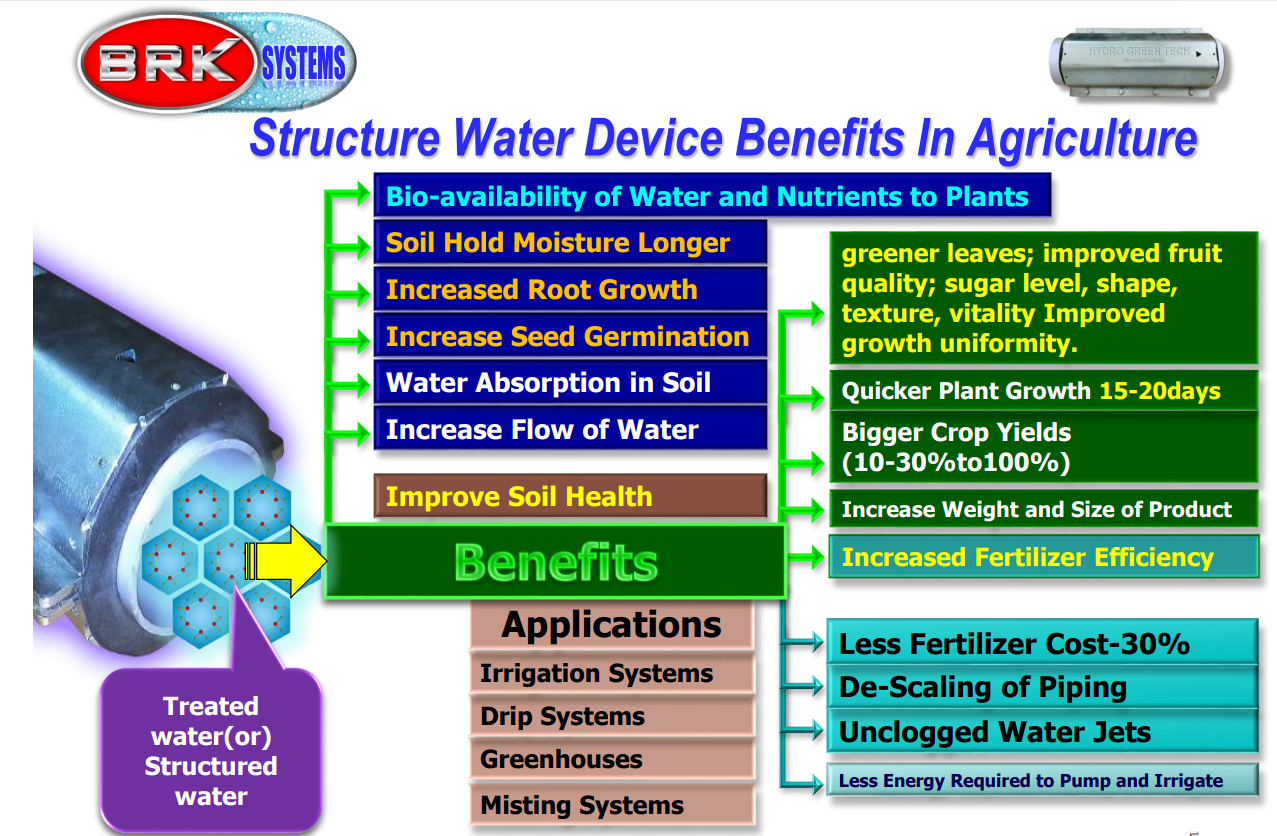 BRK SYSTEMS
HYDRO GREEN TECH
Structure Water Device Benefits In Agriculture
Bio-availability of Water and Nutrients to Plants
Soil Hold Moisture Longer
Increased Root Growth
Increase Seed Germination
Water Absorption in Soil
Increase Flow of Water
Improve Soil Health
greener leaves; improved fruit
quality; sugar level, shape,
texture, vitality Improved
growth uniformity.
Quicker Plant Growth 15-20days
Bigger Crop Yields
(10-30%to100%)
Increase Weight and Size of Product
Increased Fertilizer Efficiency
Benefits
Applications
Irrigation Systems
Drip Systems
Greenhouses
Misting Systems
Less Fertilizer Cost-30%
De-Scaling of Piping
Unclogged Water Jets
Less Energy Required to Pump and Irrigate
Treated
water(or)
Structured
water